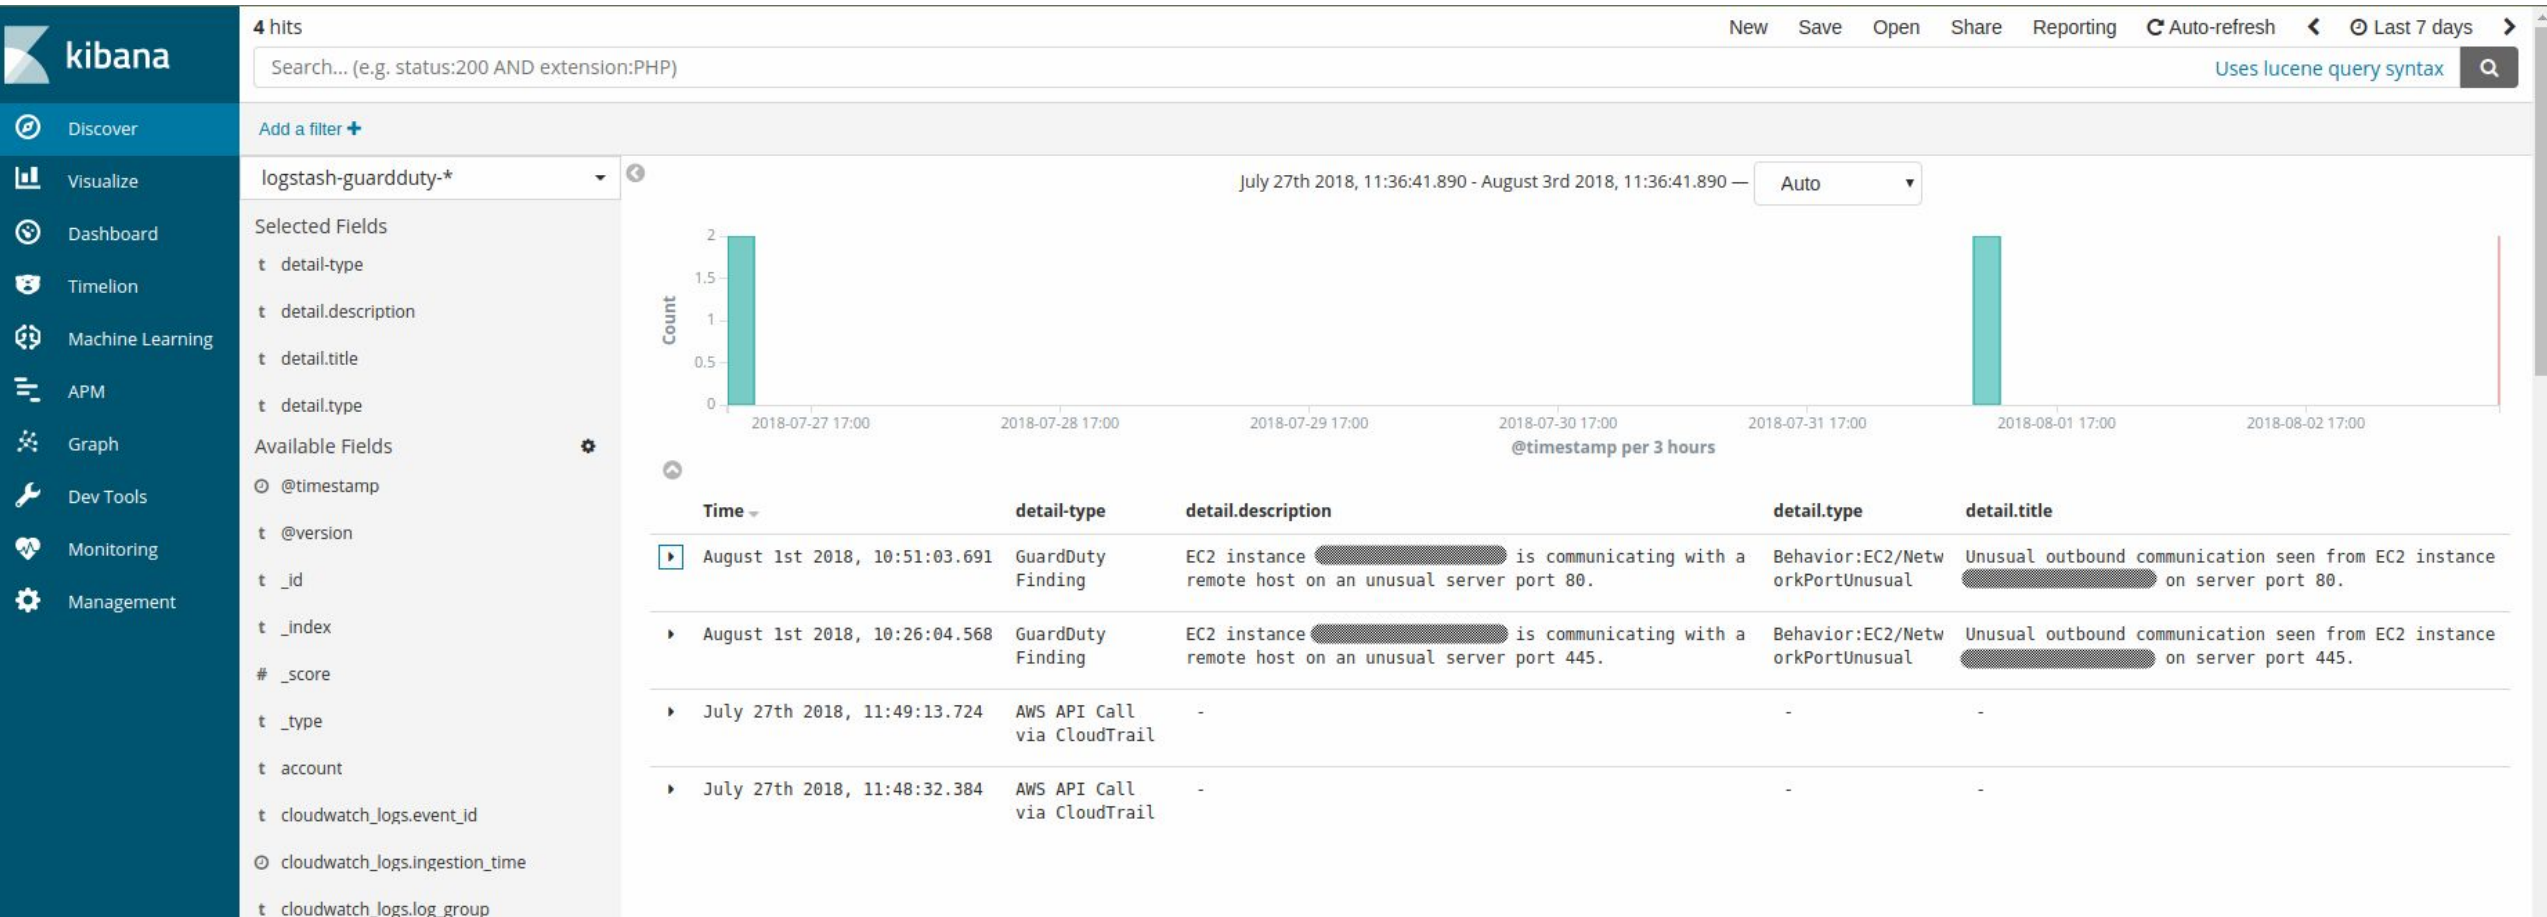 4 hits
New Save Open Share Reporting Auto-refresh Last 7 days
kibana
Search... (e.g. status:200 AND extension:PHP)
Uses lucene query syntax
Discover
Visualize
Dashboard
Timelion
Machine Learning
APM
Graph
Dev Tools
Monitoring
Management
Add a filter +
logstash-guardduty-*
Selected Fields
t detail-type
t detail.description
t detail.title
t detail.type
Available Fields
@timestamp
t @version
t _id
t _index
# _score
t _type
t account
t cloudwatch_logs.event_id
cloudwatch_logs.ingestion_time
t cloudwatch_logs.log_group
July 27th 2018, 11:36:41.890 - August 3rd 2018, 11:36:41.890 — Auto
Count
2
1.5
1
0.5
0
2018-07-27 17:00 2018-07-28 17:00 2018-07-29 17:00 2018-07-30 17:00 2018-07-31 17:00 2018-08-01 17:00 2018-08-02 17:00
@timestamp per 3 hours
Time detail-type detail.description detail.type detail.title
August 1st 2018, 10:51:03.691 GuardDuty EC2 instance is communicating with a Behavior:EC2/Netw Unusual outbound communication seen from EC2 instance
Finding remote host on an unusual server port 80. orkPortUnusual on server port 80.
August 1st 2018, 10:26:04.568 GuardDuty EC2 instance is communicating with a Behavior:EC2/Netw Unusual outbound communication seen from EC2 instance
Finding remote host on an unusual server port 445. orkPortUnusual on server port 445.
July 27th 2018, 11:49:13.724 AWS API Call - - -
via CloudTrail
July 27th 2018, 11:48:32.384 AWS API Call - - -
via CloudTrail